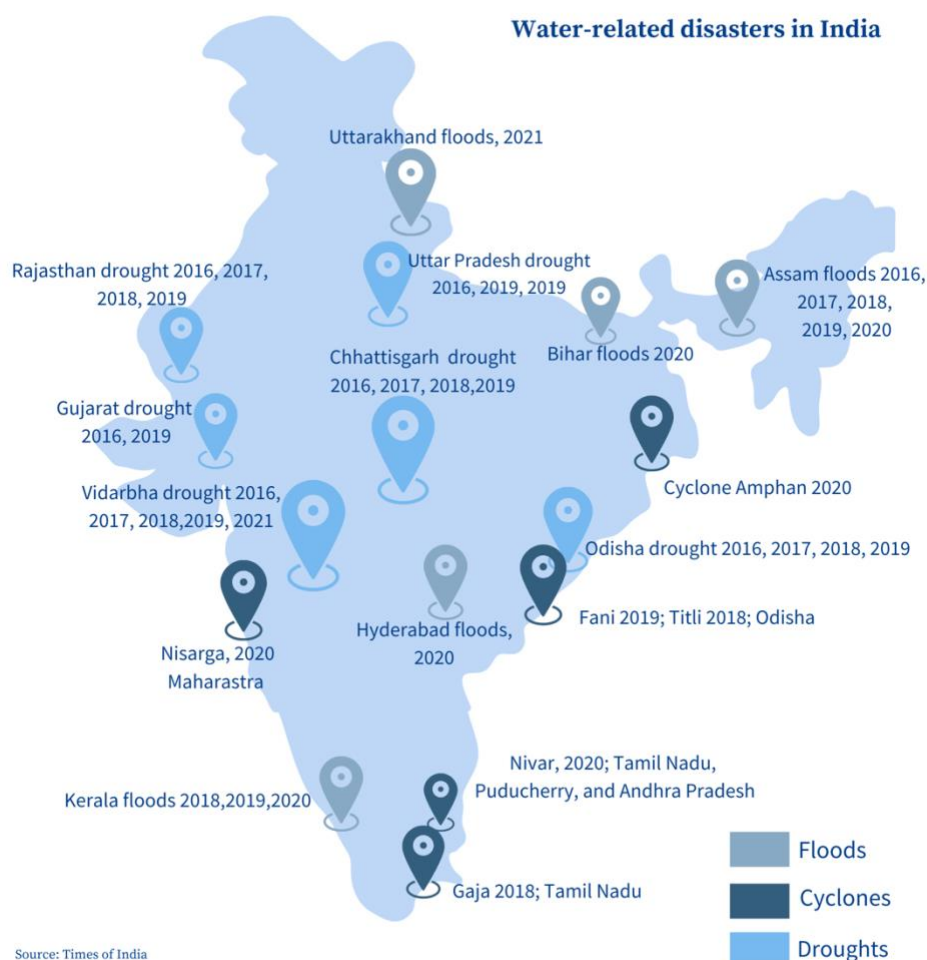 Water-related disasters in India
Uttarakhand floods, 2021
Rajasthan drought 2016, 2017,
2018, 2019
Uttar Pradesh drought
2016, 2019, 2019
Assam floods 2016,
2017, 2018,
2019, 2020
Bihar floods 2020
Chhattisgarh drought
2016, 2017, 2018,2019
Gujarat drought
2016, 2019
Cyclone Amphan 2020
Vidarbha drought 2016,
2017, 2018,2019, 2021
Odisha drought 2016, 2017, 2018, 2019
Fani 2019; Titli 2018; Odisha
Hyderabad floods,
2020
Nisarga, 2020
Maharastra
Nivar, 2020; Tamil Nadu,
Puducherry, and Andhra Pradesh
Kerala floods 2018,2019,2020
Gaja 2018; Tamil Nadu
Floods
Cyclones
Droughts
Source: Times of India